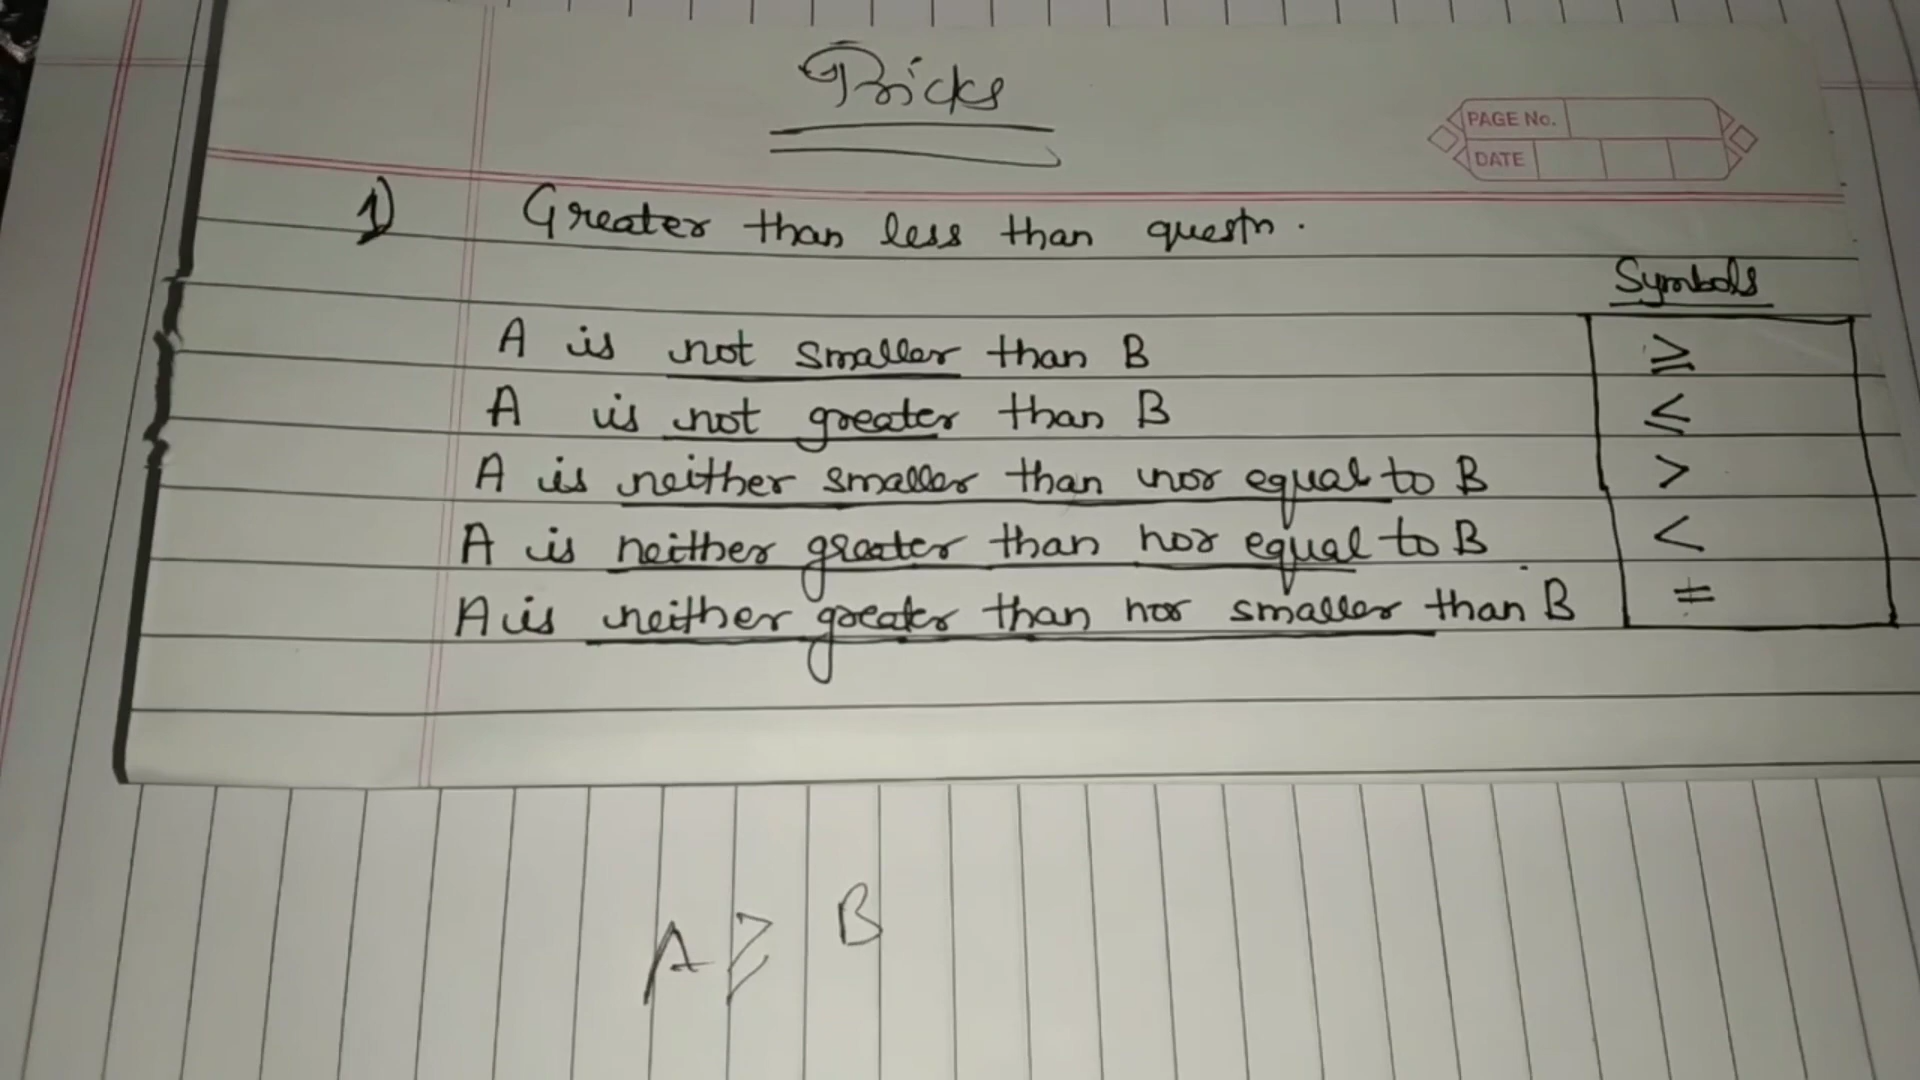 Tricks
PAGE No.
DATE
1) Greater than less than questn.
Symbols
A is not smaller than B ≥
A is not greater than B ≤
A is neither smaller than nor equal to B >
A is neither greater than nor equal to B <
A is neither greater than nor smaller than B =
A ≥ B